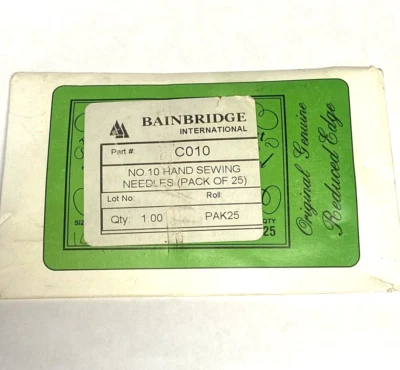 BAINBRIDGE
INTERNATIONAL
Part #: C010
NO.10 HAND SEWING
NEEDLES (PACK OF 25)
Lot No: Roll:
Qty: 1.00 PAK25
Original Genuine
Reduced Edge
QTY
25